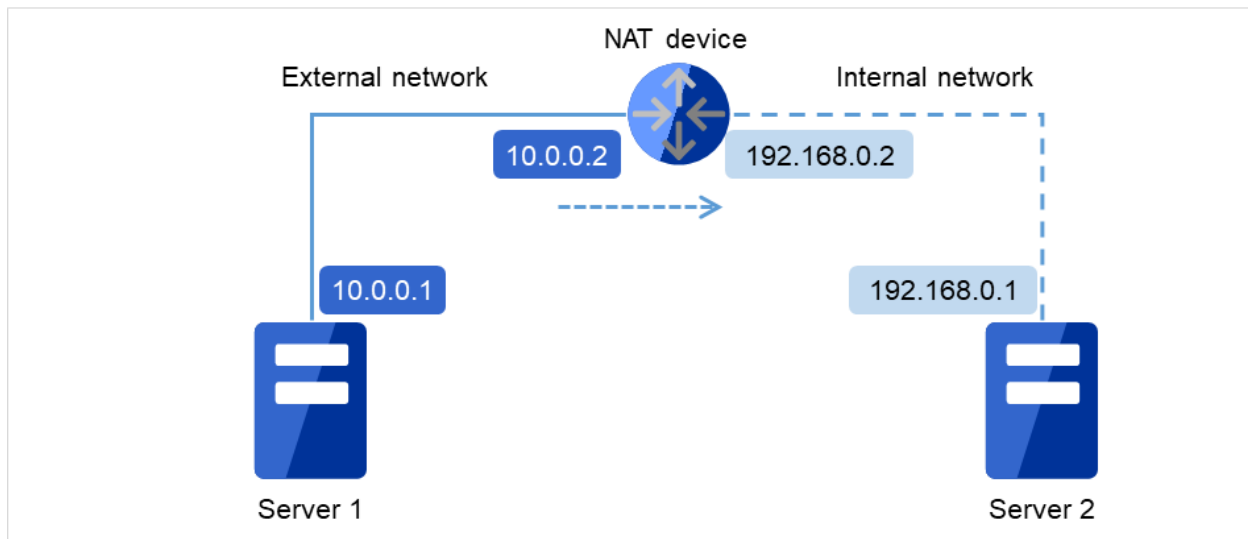 NAT device
External network
Internal network
10.0.0.2
192.168.0.2
10.0.0.1
192.168.0.1
Server 1
Server 2